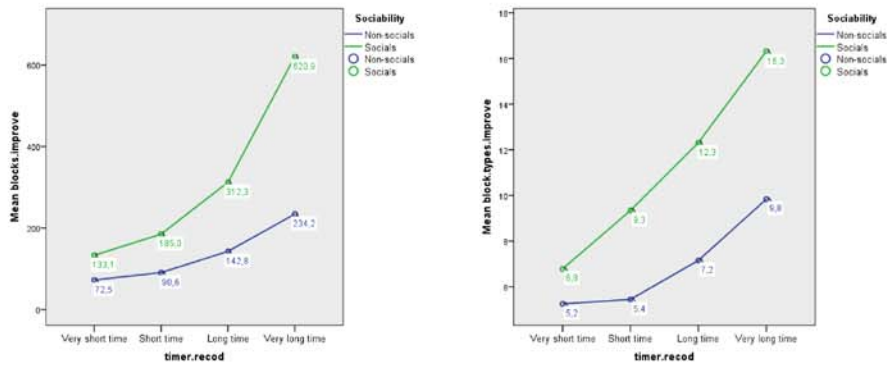 Sociability
Non-socials
Socials
Non-socials
Socials
Mean blocks.improve
600
400
200
0
620,9
312,3
185,0
133,1
234,2
142,8
90,6
72,5
Very short time
Short time
Long time
Very long time
timer.recod
Sociability
Non-socials
Socials
Non-socials
Socials
Mean block.types.improve
18
16
14
12
10
8
6
16,3
12,3
9,3
6,8
9,8
7,2
5,4
5,2
Very short time
Short time
Long time
Very long time
timer.recod